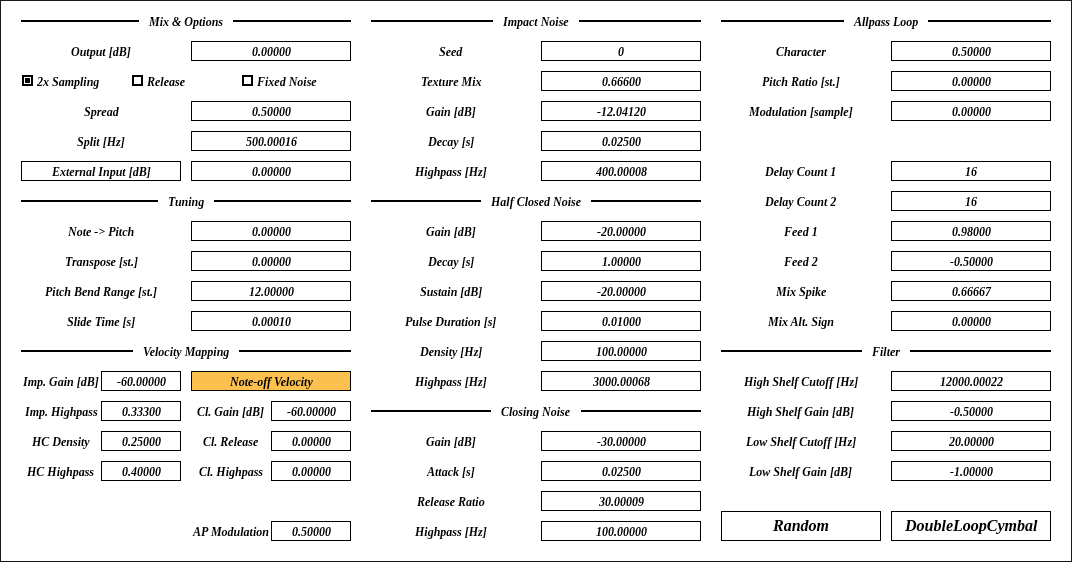 Mix & Options
Output [dB] 0.00000
2x Sampling Release Fixed Noise
Spread 0.50000
Split [Hz] 500.00016
External Input [dB] 0.00000
Tuning
Note -> Pitch 0.00000
Transpose [st.] 0.00000
Pitch Bend Range [st.] 12.00000
Slide Time [s] 0.00010
Velocity Mapping
Imp. Gain [dB] -60.00000 Note-off Velocity
Imp. Highpass 0.33300 Cl. Gain [dB] -60.00000
HC Density 0.25000 Cl. Release 0.00000
HC Highpass 0.40000 Cl. Highpass 0.00000
AP Modulation 0.50000
Impact Noise
Seed 0
Texture Mix 0.66600
Gain [dB] -12.04120
Decay [s] 0.02500
Highpass [Hz] 400.00008
Half Closed Noise
Gain [dB] -20.00000
Decay [s] 1.00000
Sustain [dB] -20.00000
Pulse Duration [s] 0.01000
Density [Hz] 100.00000
Highpass [Hz] 3000.00068
Closing Noise
Gain [dB] -30.00000
Attack [s] 0.02500
Release Ratio 30.00009
Highpass [Hz] 100.00000
Allpass Loop
Character 0.50000
Pitch Ratio [st.] 0.00000
Modulation [sample] 0.00000
Delay Count 1 16
Delay Count 2 16
Feed 1 0.98000
Feed 2 -0.50000
Mix Spike 0.66667
Mix Alt. Sign 0.00000
Filter
High Shelf Cutoff [Hz] 12000.00022
High Shelf Gain [dB] -0.50000
Low Shelf Cutoff [Hz] 20.00000
Low Shelf Gain [dB] -1.00000
Random DoubleLoopCymbal